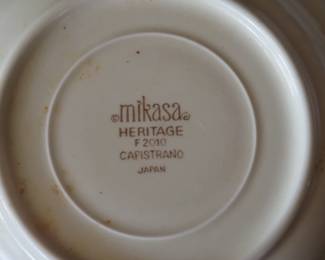 ©mikasa®
HERITAGE
F 2010
CAPISTRANO
JAPAN